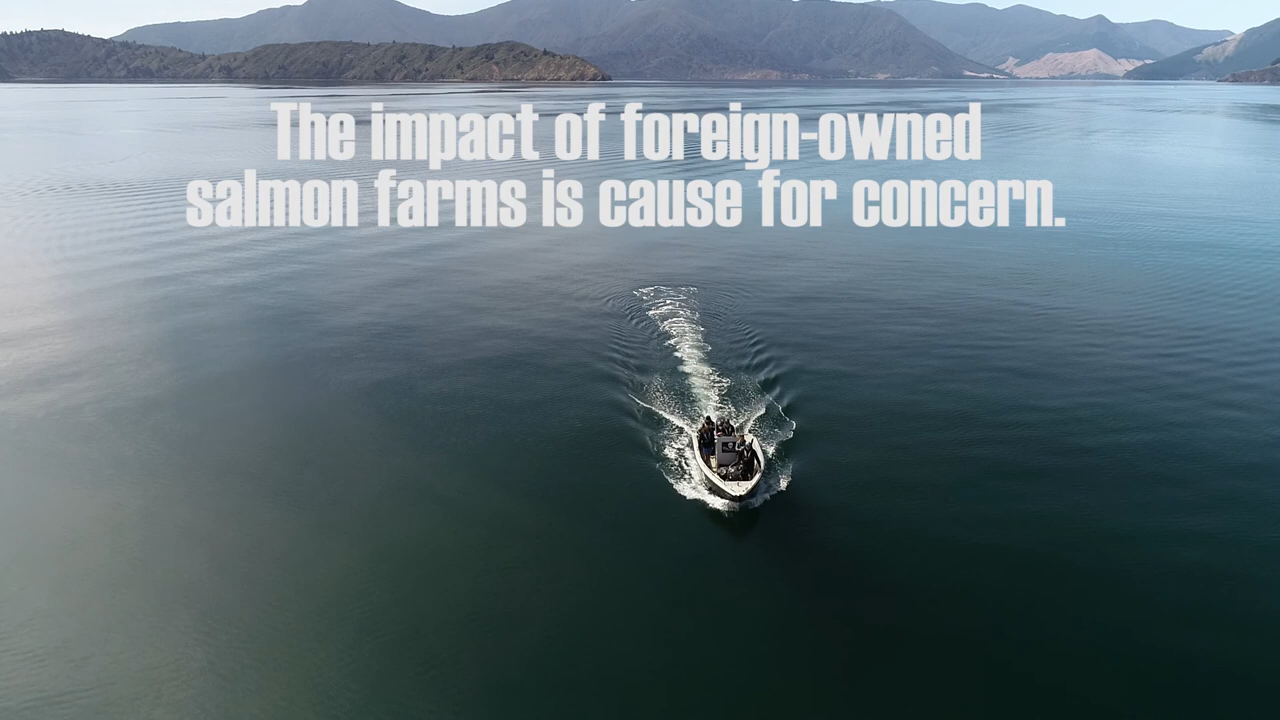 The impact of foreign-owned
salmon farms is cause for concern.